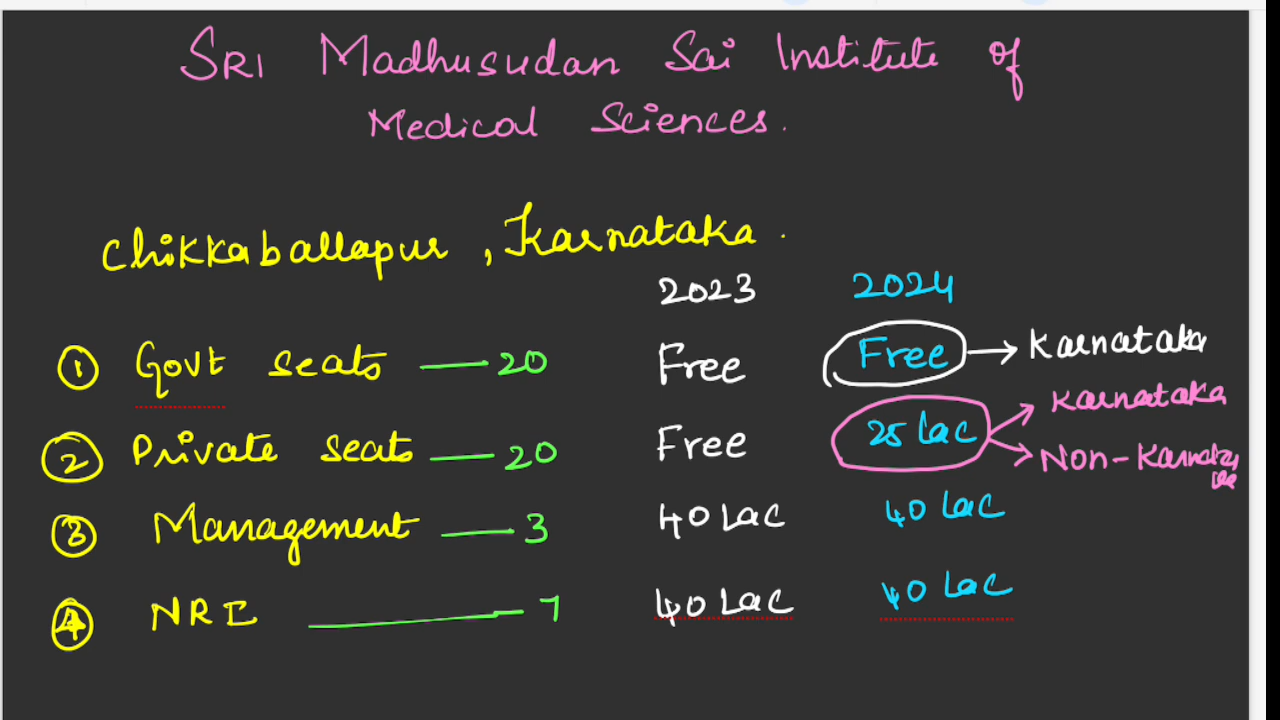 SRI Madhusudan Sai Institute of
Medical Sciences.
Chikkaballapur, Karnataka.
2023 2024
① Govt seats — 20 Free Free → Karnataka
② Private seats — 20 Free 25 lac → Karnataka
→ Non-Karnataka
③ Management — 3 40 Lac 40 lac
④ NRI — 7 40 Lac 40 lac